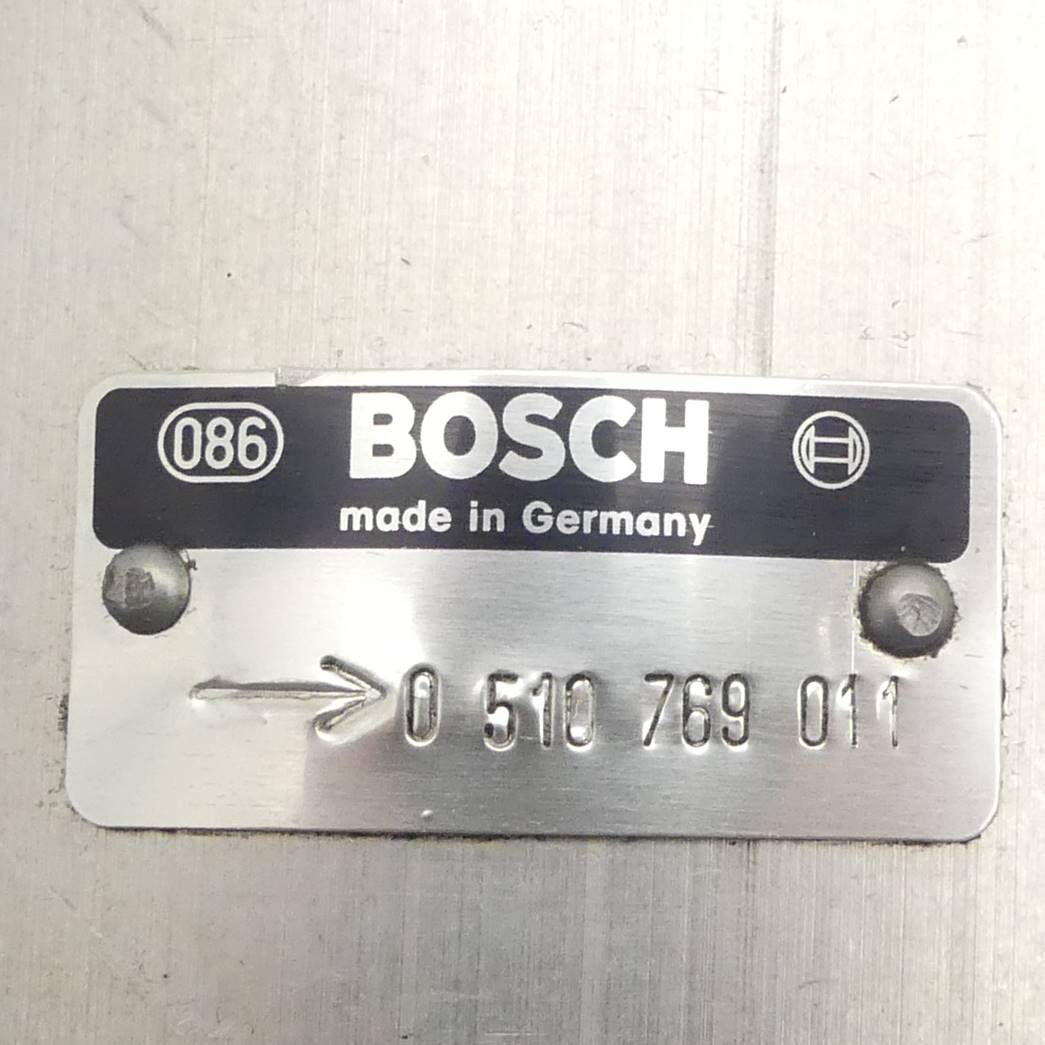 086 BOSCH
made in Germany
→ 0 510 769 011